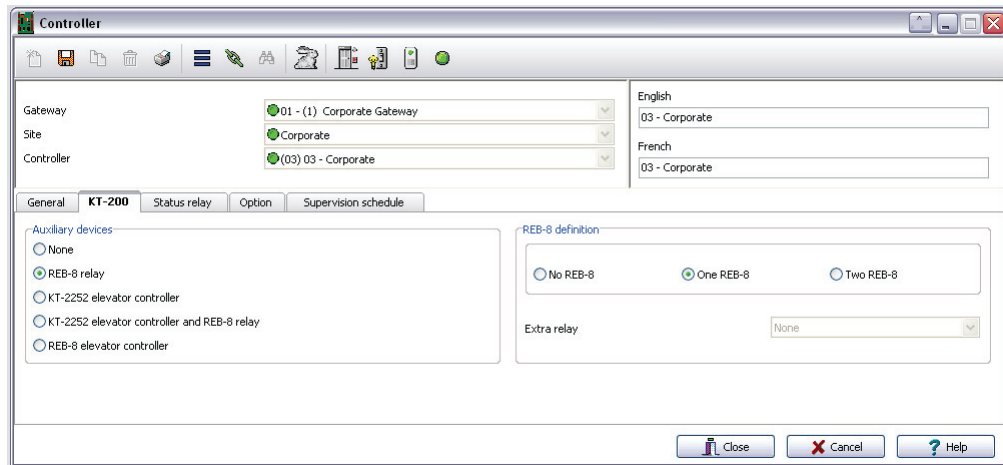 Controller
Gateway
01 - (1) Corporate Gateway
Site
Corporate
Controller
(03) 03 - Corporate
English
03 - Corporate
French
03 - Corporate
General KT-200 Status relay Option Supervision schedule
Auxiliary devices
None
REB-8 relay
KT-2252 elevator controller
KT-2252 elevator controller and REB-8 relay
REB-8 elevator controller
REB-8 definition
No REB-8 One REB-8 Two REB-8
Extra relay None
Close Cancel Help